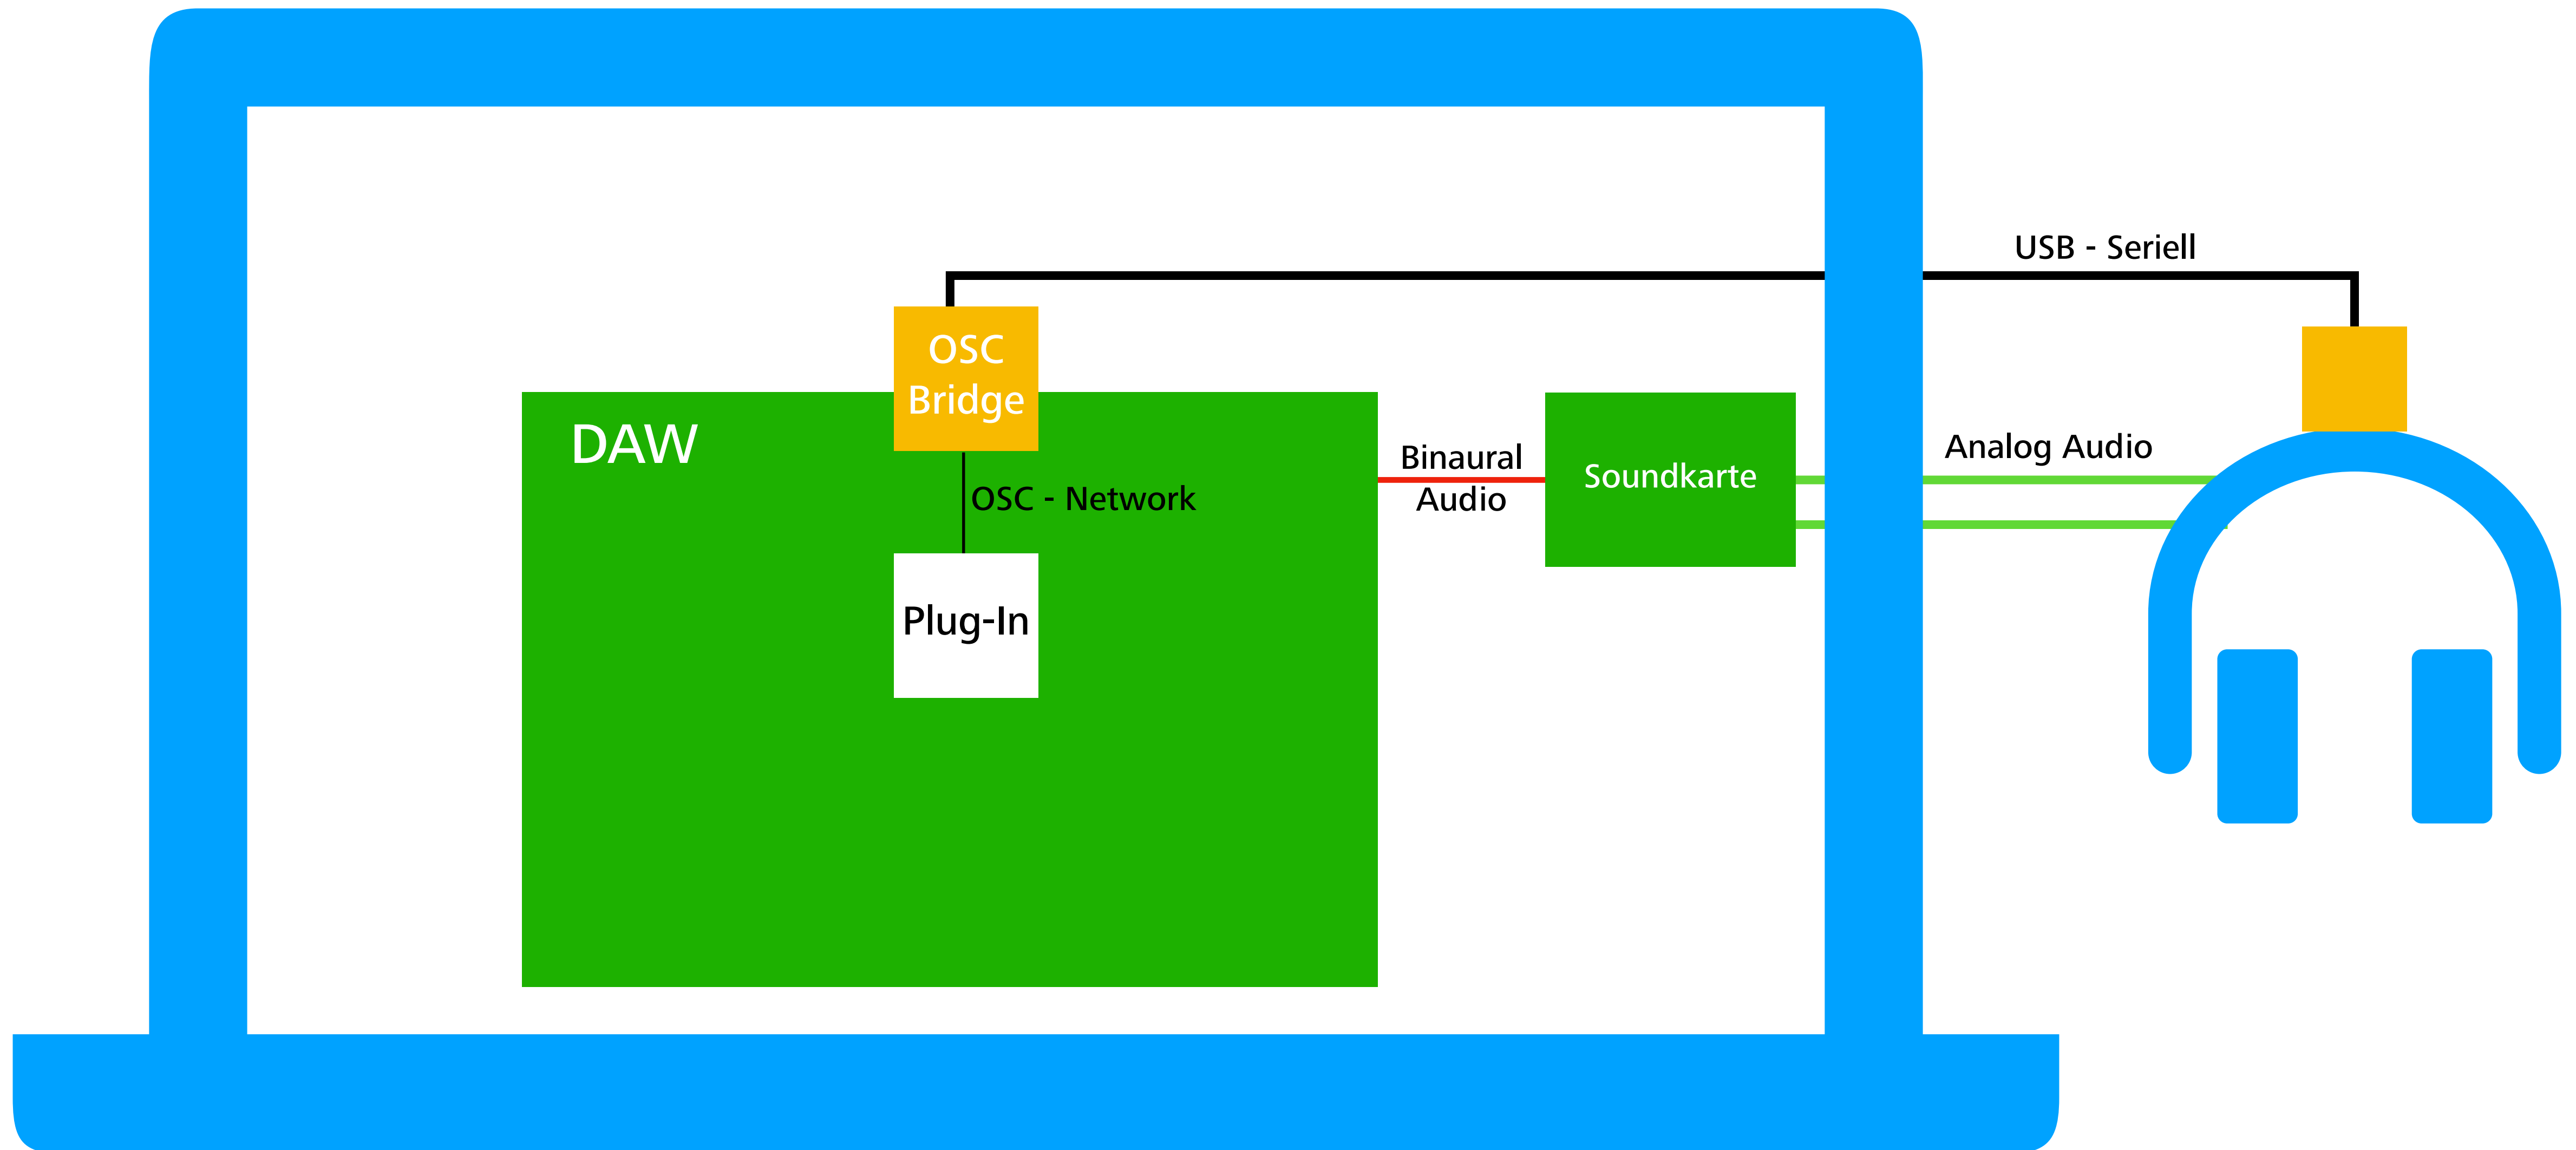 USB - Seriell
OSC
Bridge
DAW
Binaural
Audio
Soundkarte
Analog Audio
OSC - Network
Plug-In